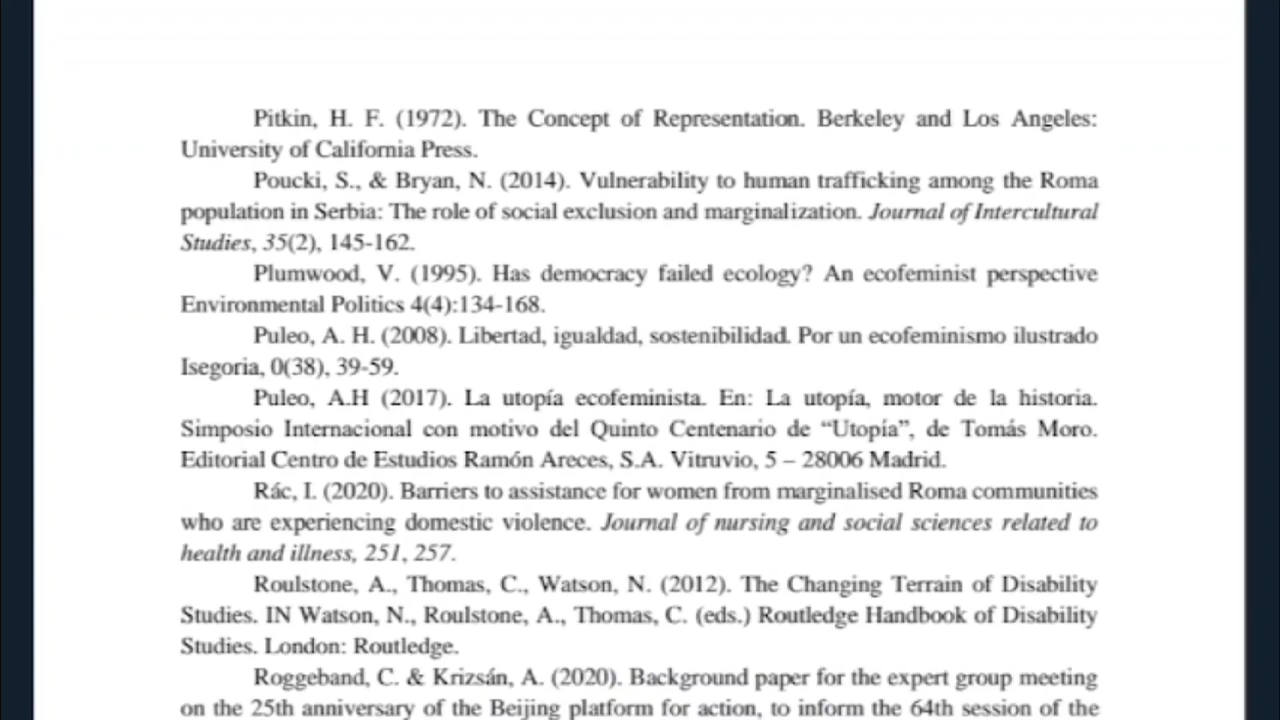 Pitkin, H. F. (1972). The Concept of Representation. Berkeley and Los Angeles:
University of California Press.
Poucki, S., & Bryan, N. (2014). Vulnerability to human trafficking among the Roma
population in Serbia: The role of social exclusion and marginalization. Journal of Intercultural
Studies, 35(2), 145-162.
Plumwood, V. (1995). Has democracy failed ecology? An ecofeminist perspective
Environmental Politics 4(4):134-168.
Puleo, A. H. (2008). Libertad, igualdad, sostenibilidad. Por un ecofeminismo ilustrado
Isegoria, 0(38), 39-59.
Puleo, A.H (2017). La utopía ecofeminista. En: La utopía, motor de la historia.
Simposio Internacional con motivo del Quinto Centenario de “Utopía”, de Tomás Moro.
Editorial Centro de Estudios Ramón Areces, S.A. Vitruvio, 5 – 28006 Madrid.
Rác, I. (2020). Barriers to assistance for women from marginalised Roma communities
who are experiencing domestic violence. Journal of nursing and social sciences related to
health and illness, 251, 257.
Roulstone, A., Thomas, C., Watson, N. (2012). The Changing Terrain of Disability
Studies. IN Watson, N., Roulstone, A., Thomas, C. (eds.) Routledge Handbook of Disability
Studies. London: Routledge.
Roggeband, C. & Krizsán, A. (2020). Background paper for the expert group meeting
on the 25th anniversary of the Beijing platform for action, to inform the 64th session of the